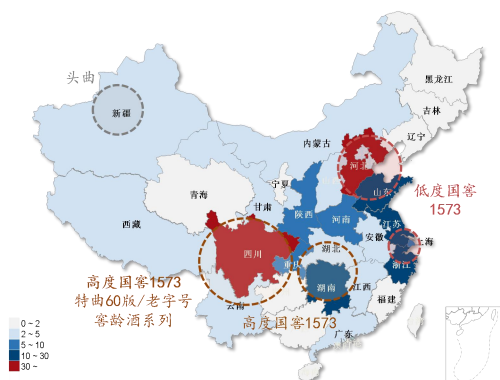 黑龙江
吉林
辽宁
内蒙古
头曲
新疆
河北
山东
低度国窖
1573
宁夏
青海
甘肃
陕西
河南
江苏
西藏
安徽
上海
湖北
四川
重庆
浙江
高度国窖1573
特曲60版/老字号
窖龄酒系列
湖南
江西
福建
云南
高度国窖1573
广东
0 ~ 2
2 ~ 5
5 ~ 10
10 ~ 30
30 ~